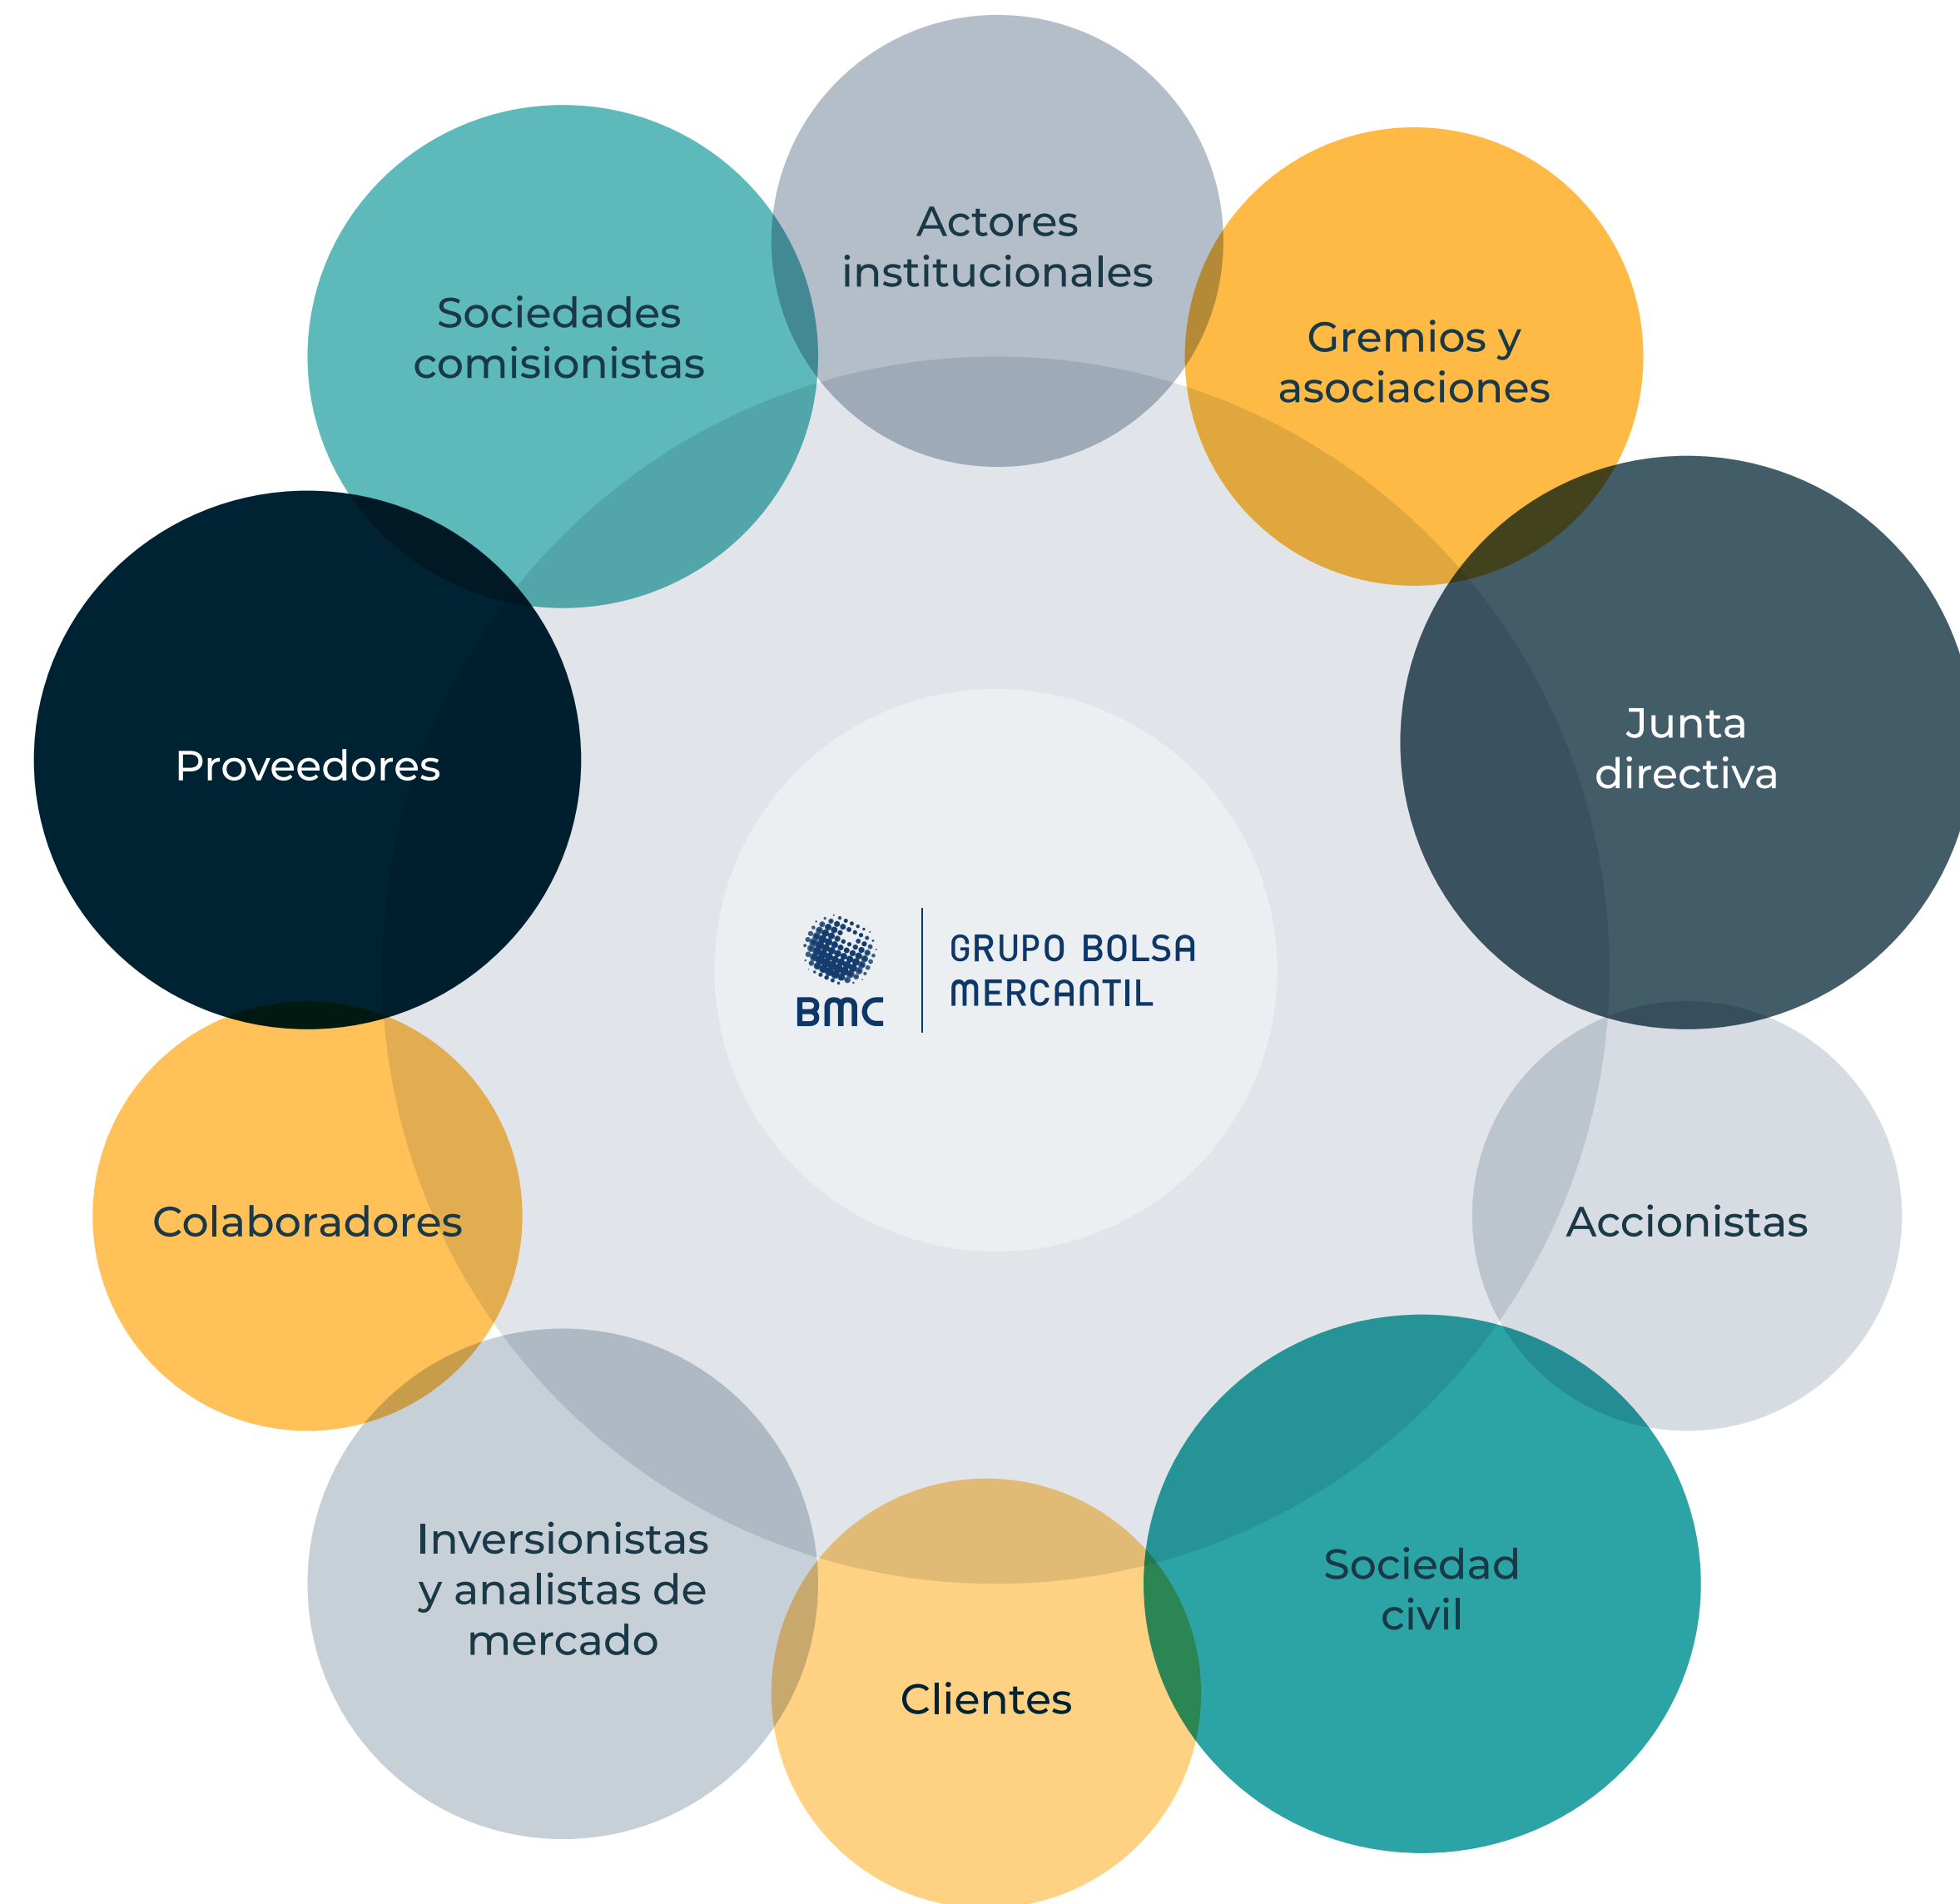 Actores
institucionales
Gremios y
asociaciones
Junta
directiva
Accionistas
Sociedad
civil
Clientes
Inversionistas
y analistas de
mercado
Colaboradores
Proveedores
Sociedades
comisionistas
BMC
GRUPO BOLSA
MERCANTIL